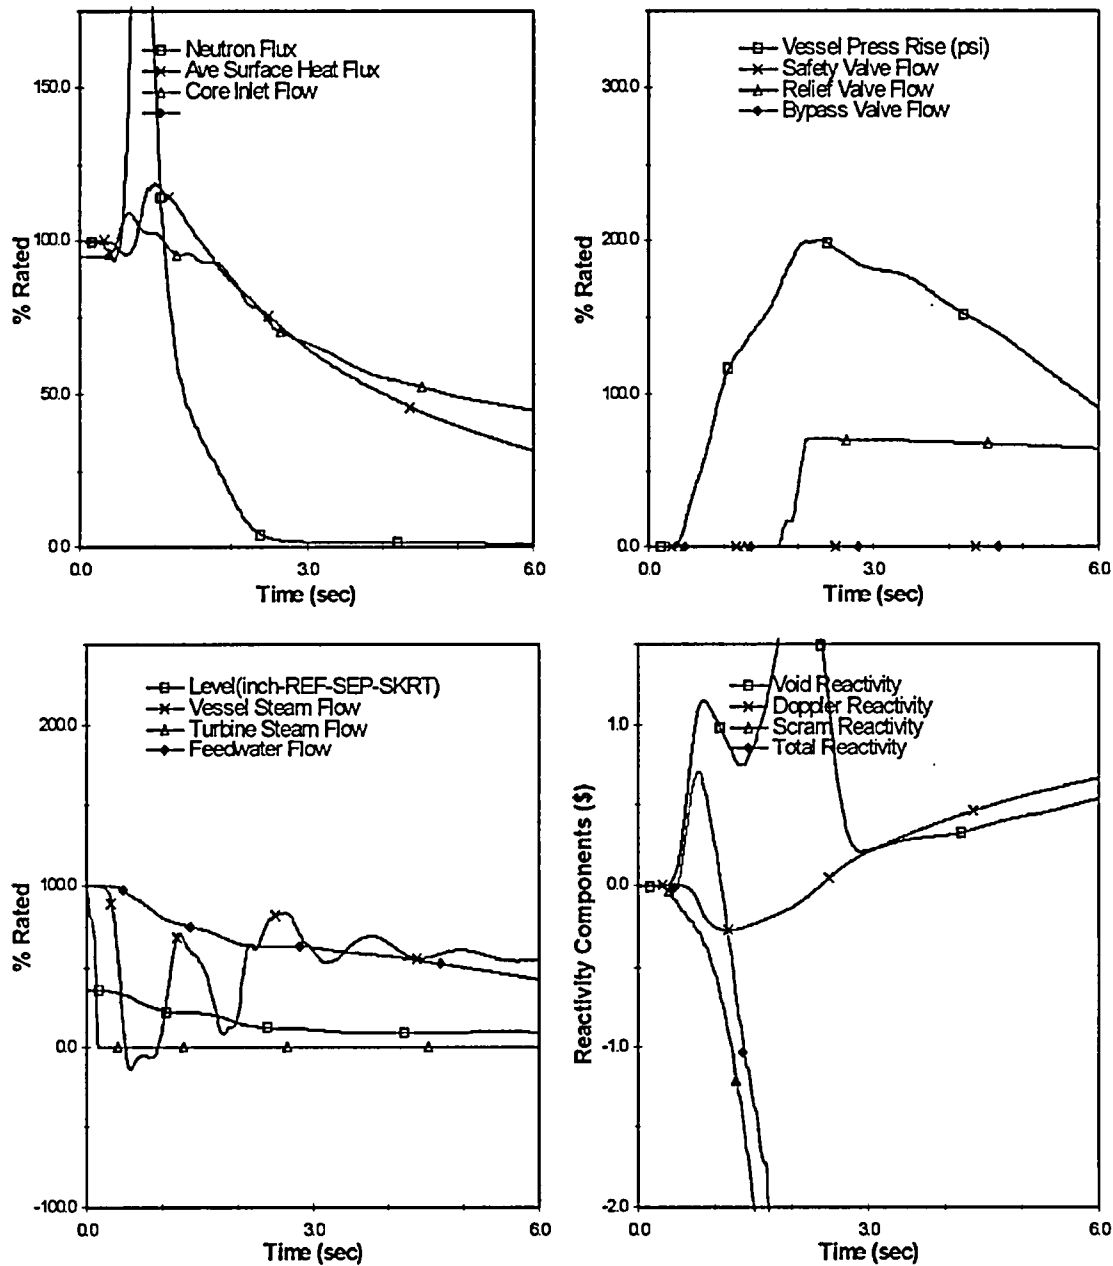 Neutron Flux
Ave Surface Heat Flux
Core Inlet Flow
150.0
100.0
50.0
0.0
% Rated
0.0
3.0
6.0
Time (sec)
Vessel Press Rise (psi)
Safety Valve Flow
Relief Valve Flow
Bypass Valve Flow
300.0
200.0
100.0
0.0
% Rated
0.0
3.0
6.0
Time (sec)
Level(inch-REF-SEP-SKRT)
Vessel Steam Flow
Turbine Steam Flow
Feedwater Flow
200.0
100.0
0.0
-100.0
% Rated
0.0
3.0
6.0
Time (sec)
Void Reactivity
Doppler Reactivity
Scram Reactivity
Total Reactivity
1.0
0.0
-1.0
-2.0
Reactivity Components ($)
0.0
3.0
6.0
Time (sec)